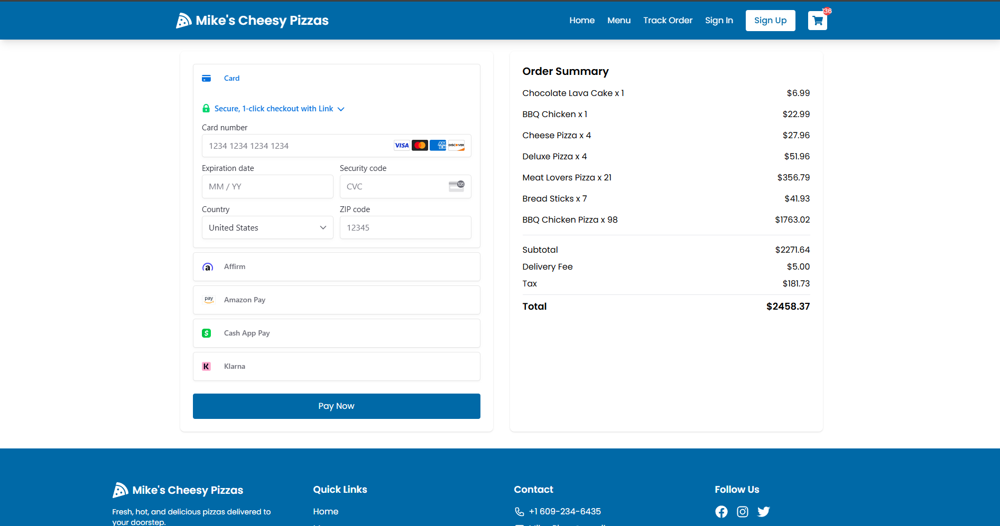 Mike's Cheesy Pizzas
Home
Menu
Track Order
Sign In
Sign Up
136
Card
Secure, 1-click checkout with Link
Card number
1234 1234 1234 1234
VISA
AM
EX
DISCOVER
Expiration date
Security code
MM / YY
CVC
135
Country
ZIP code
United States
12345
a
Affirm
pay
Amazon Pay
$
Cash App Pay
K
Klarna
Pay Now
Order Summary
Chocolate Lava Cake x 1 $6.99
BBQ Chicken x 1 $22.99
Cheese Pizza x 4 $27.96
Deluxe Pizza x 4 $51.96
Meat Lovers Pizza x 21 $356.79
Bread Sticks x 7 $41.93
BBQ Chicken Pizza x 98 $1763.02
Subtotal $2271.64
Delivery Fee $5.00
Tax $181.73
Total $2458.37
Mike's Cheesy Pizzas
Fresh, hot, and delicious pizzas delivered to
your doorstep.
Quick Links
Home
Contact
+1 609-234-6435
Follow Us